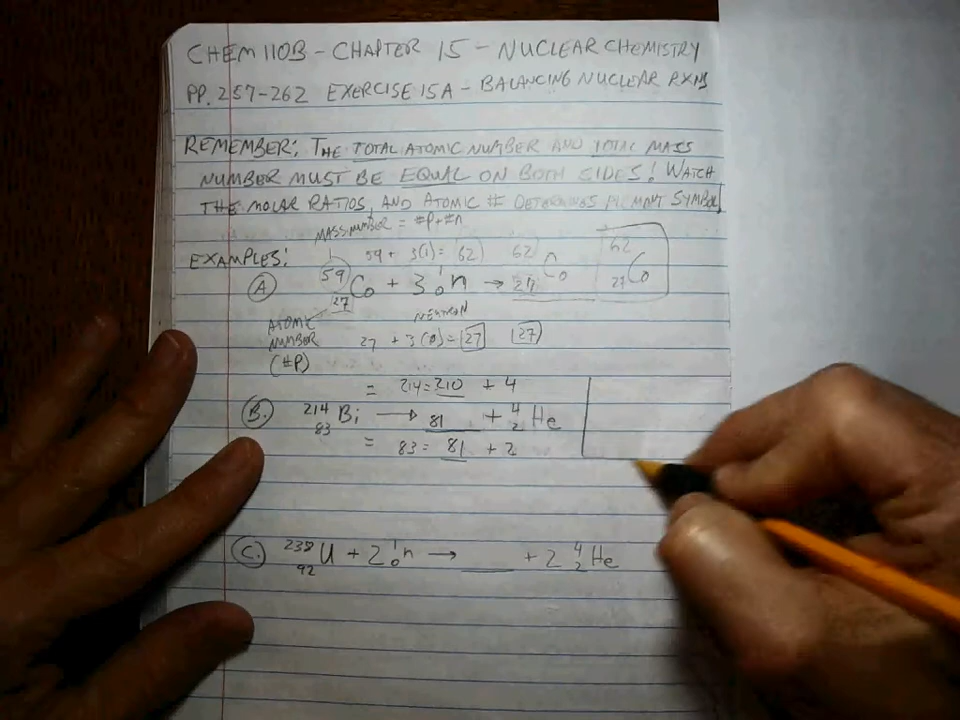 CHEM 110B - CHAPTER 15 - NUCLEAR CHEMISTRY
PP. 257-262 EXERCISE 15A - BALANCING NUCLEAR RXNS
REMEMBER: THE TOTAL ATOMIC NUMBER AND TOTAL MASS
NUMBER MUST BE EQUAL ON BOTH SIDES! WATCH
THE MOLAR RATIOS, AND ATOMIC # DETERMINES ELEMENT SYMBOL
MASS NUMBER = #P + #n
EXAMPLES: 59 + 3(1) = 62 62 62
A 59 27 Co + 3 1 0 n → 27 Co 27 Co
NEUTRON
ATOMIC NUMBER (#P) 27 + 3(0) = 27 27
= 214 = 210 + 4
B. 214 83 Bi → 81 + 4 2 He
= 83 = 81 + 2
C. 238 92 U + 2 1 0 n → ____ + 2 4 2 He